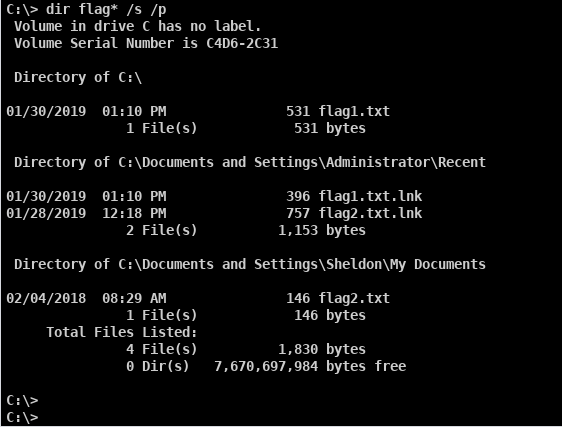 C:\> dir flag* /s /p
 Volume in drive C has no label.
 Volume Serial Number is C4D6-2C31

 Directory of C:\

01/30/2019  01:10 PM               531 flag1.txt
               1 File(s)            531 bytes

 Directory of C:\Documents and Settings\Administrator\Recent

01/30/2019  01:10 PM               396 flag1.txt.lnk
01/28/2019  12:18 PM               757 flag2.txt.lnk
               2 File(s)          1,153 bytes

 Directory of C:\Documents and Settings\Sheldon\My Documents

02/04/2018  08:29 AM               146 flag2.txt
               1 File(s)            146 bytes
     Total Files Listed:
               4 File(s)          1,830 bytes
               0 Dir(s)   7,670,697,984 bytes free

C:\>
C:\>